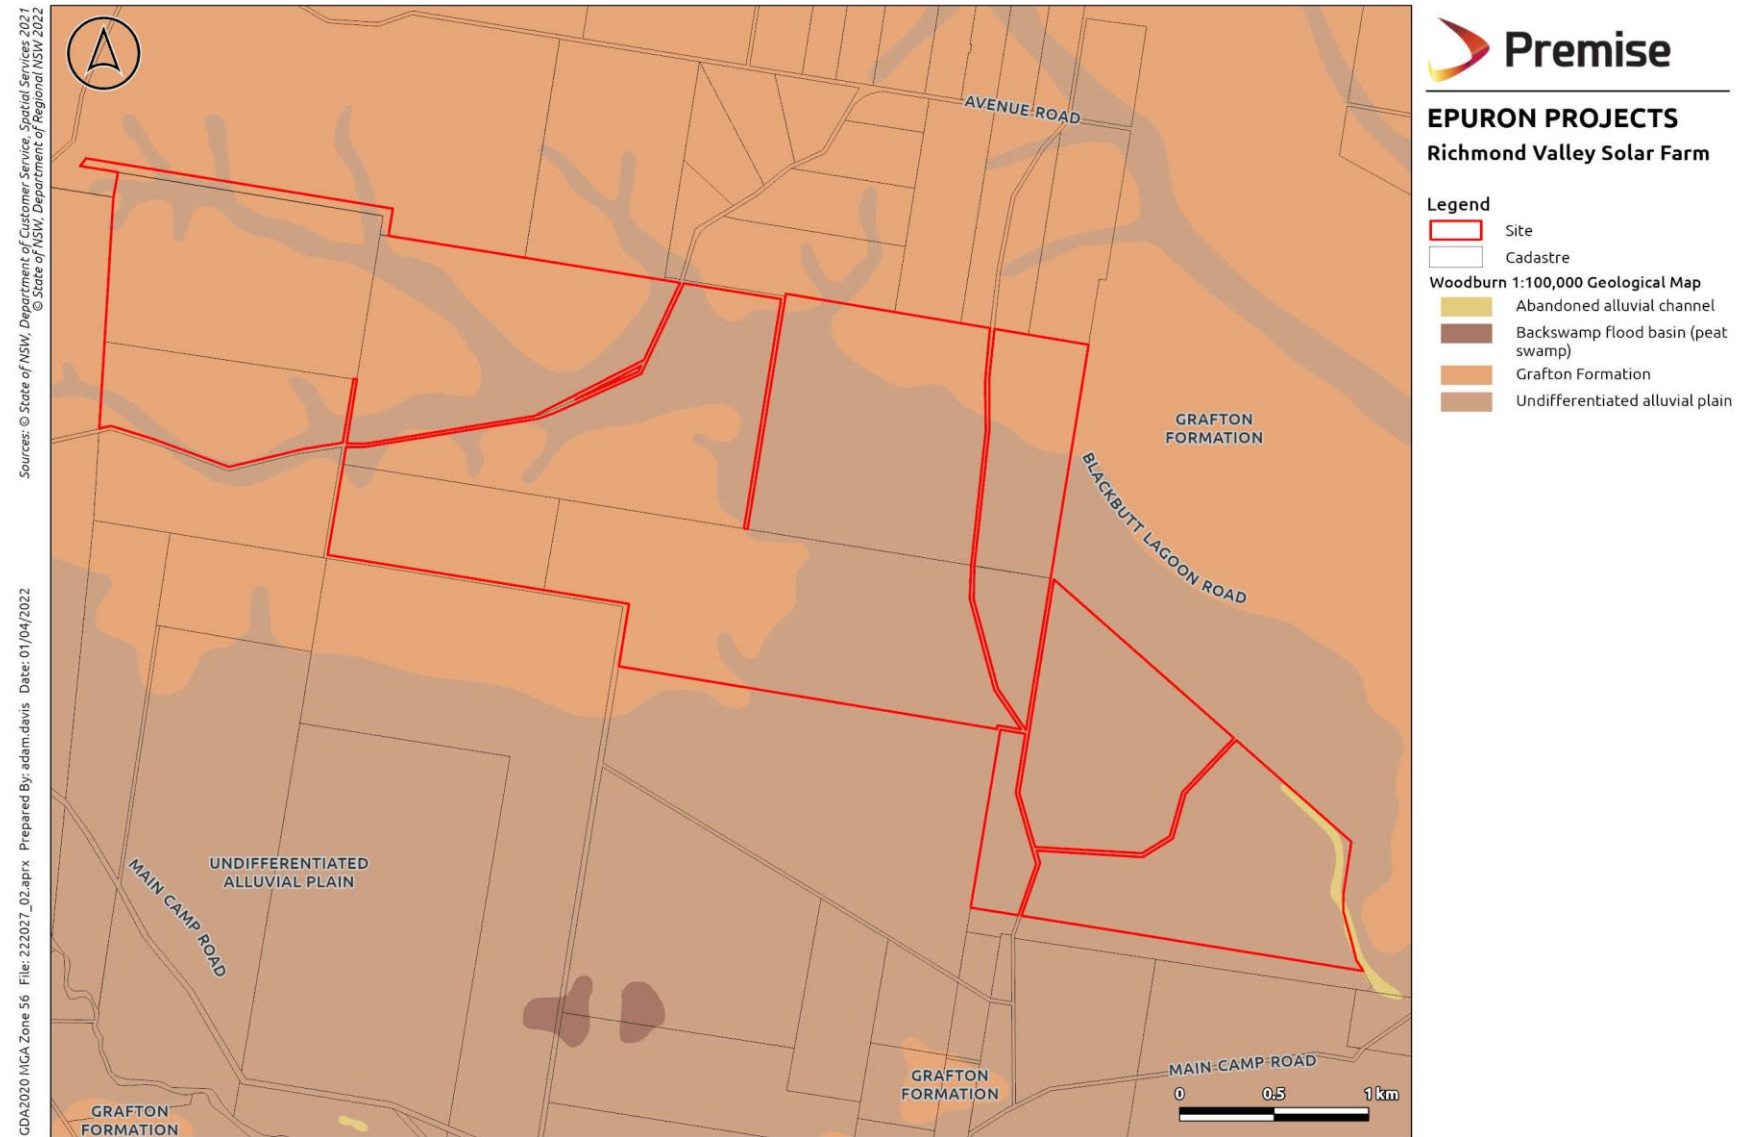 Sources: © State of NSW, Department of Customer Service, Spatial Services 2021
© State of NSW, Department of Regional NSW 2022
GDA2020 MGA Zone 56 File: 222027_02.aprx Prepared By: adam.davis Date: 01/04/2022
AVENUE ROAD
GRAFTON
FORMATION
BLACKBUTT LAGOON ROAD
UNDIFFERENTIATED
ALLUVIAL PLAIN
MAIN CAMP ROAD
GRAFTON
FORMATION
MAIN CAMP ROAD
GRAFTON
FORMATION
0 0.5 1 km
Premise
EPURON PROJECTS
Richmond Valley Solar Farm
Legend
Site
Cadastre
Woodburn 1:100,000 Geological Map
Abandoned alluvial channel
Backswamp flood basin (peat
swamp)
Grafton Formation
Undifferentiated alluvial plain